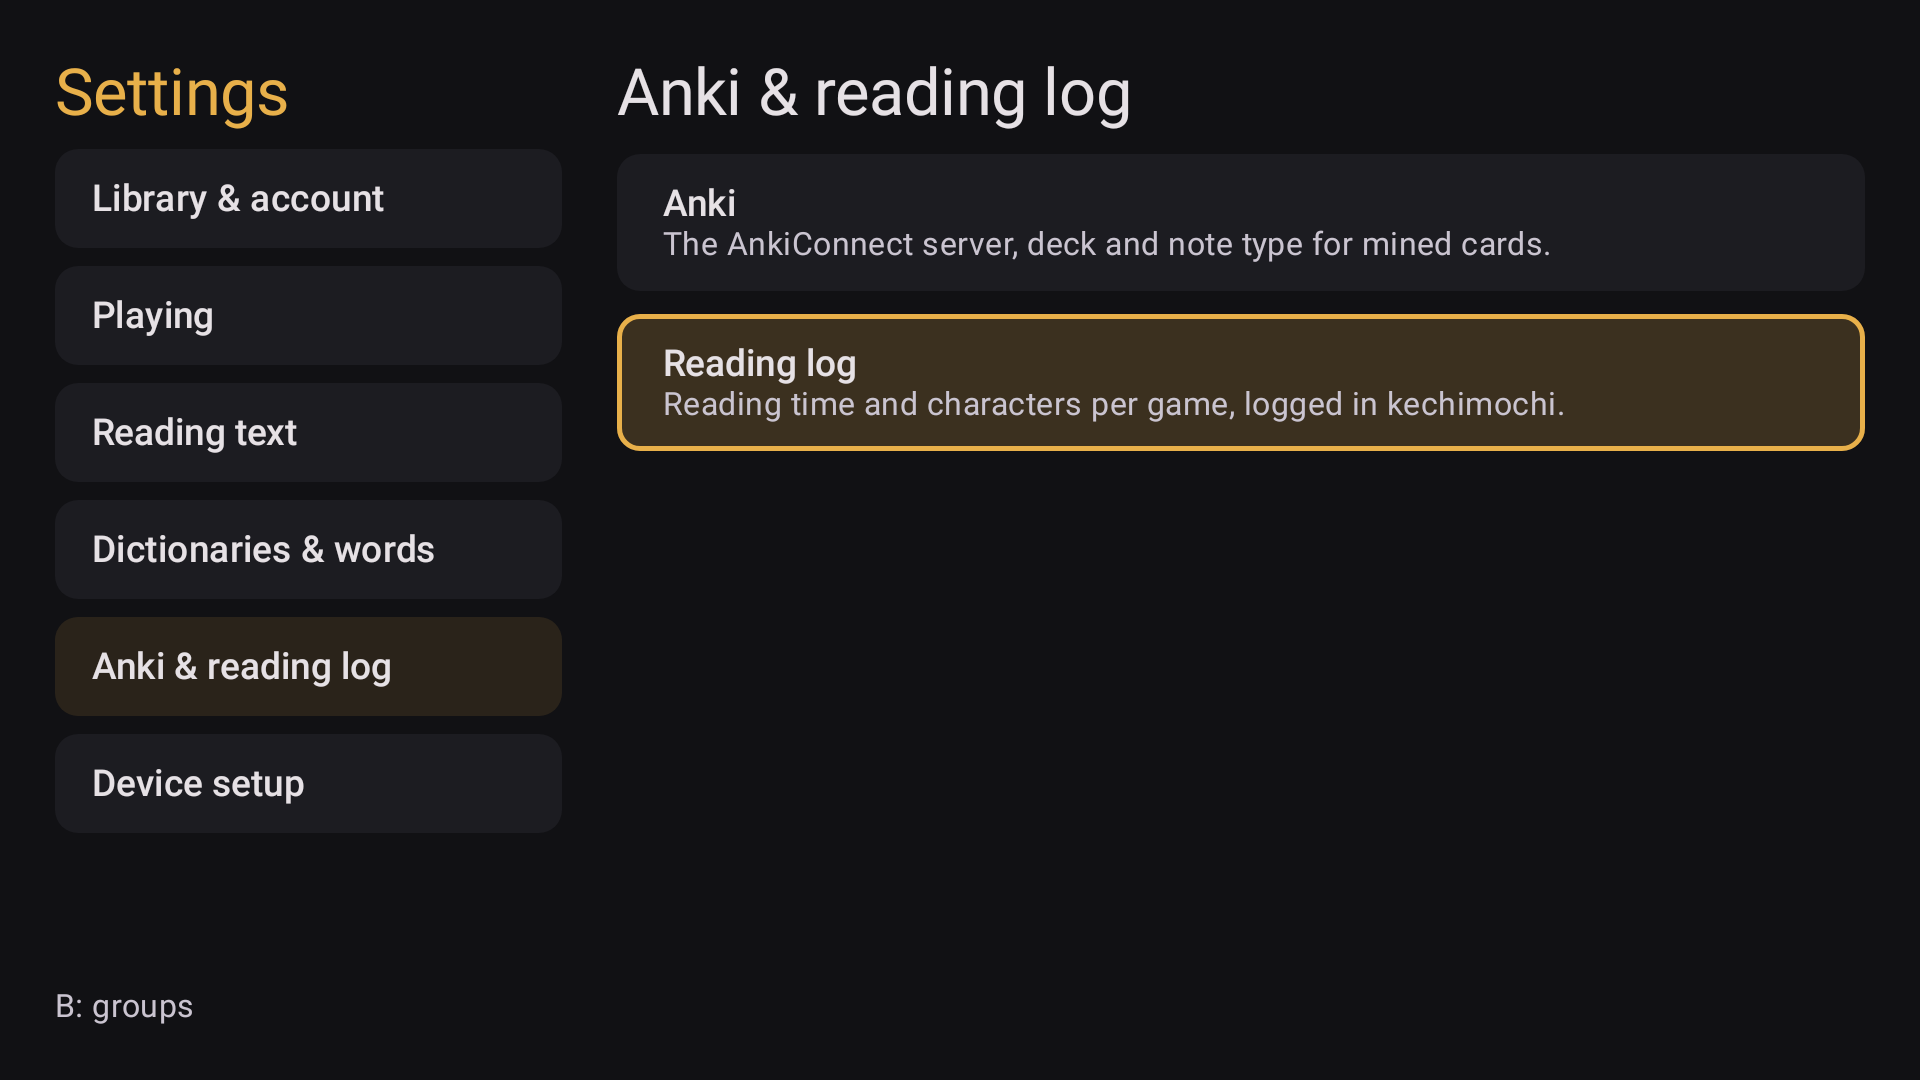 Settings
Library & account
Playing
Reading text
Dictionaries & words
Anki & reading log
Device setup
B: groups
Anki & reading log
Anki
The AnkiConnect server, deck and note type for mined cards.
Reading log
Reading time and characters per game, logged in kechimochi.